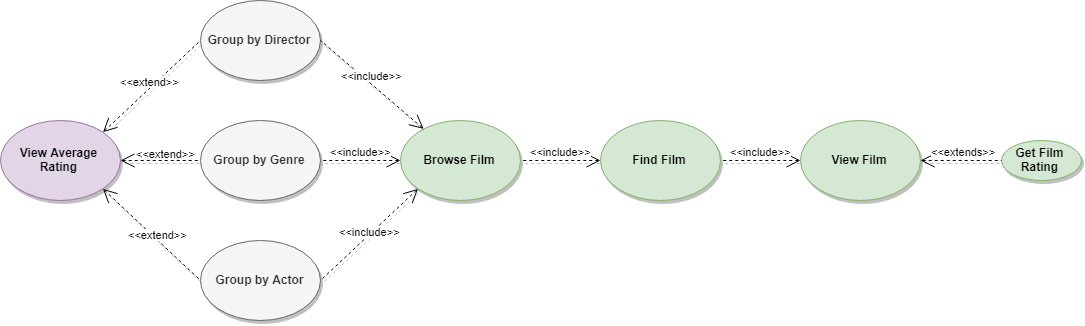 Group by Director
<<extend>>
<<include>>
View Average
Rating
<<extend>>
Group by Genre
<<include>>
Browse Film
<<include>>
Find Film
<<include>>
View Film
<<extends>>
Get Film
Rating
<<extend>>
<<include>>
Group by Actor